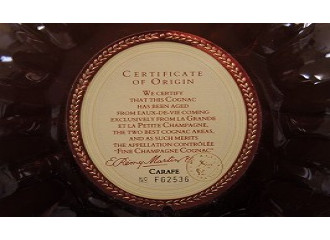 CERTIFICATE
OF ORIGIN
WE CERTIFY
THAT THIS COGNAC
HAS BEEN AGED
FROM EAUX-DE-VIE COMING
EXCLUSIVELY FROM LA GRANDE
ET LA PETITE CHAMPAGNE,
THE TWO BEST COGNAC AREAS,
AND AS SUCH MERITS
THE APPELLATION CONTRÔLÉE
"FINE CHAMPAGNE COGNAC"
E. Remy Martin & Co
CARAFE
NO F62536